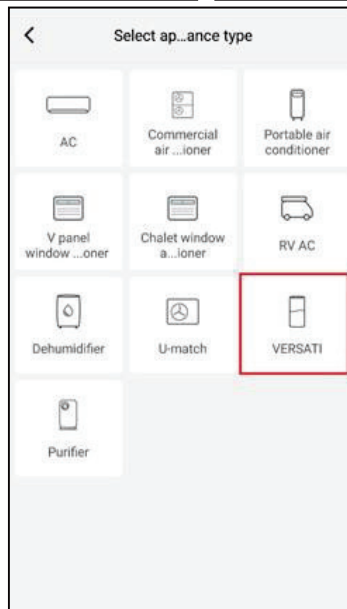 Select ap...ance type
AC
Commercial
air ...ioner
Portable air
conditioner
V panel
window ...oner
Chalet window
a...ioner
RV AC
Dehumidifier
U-match
VERSATI
Purifier